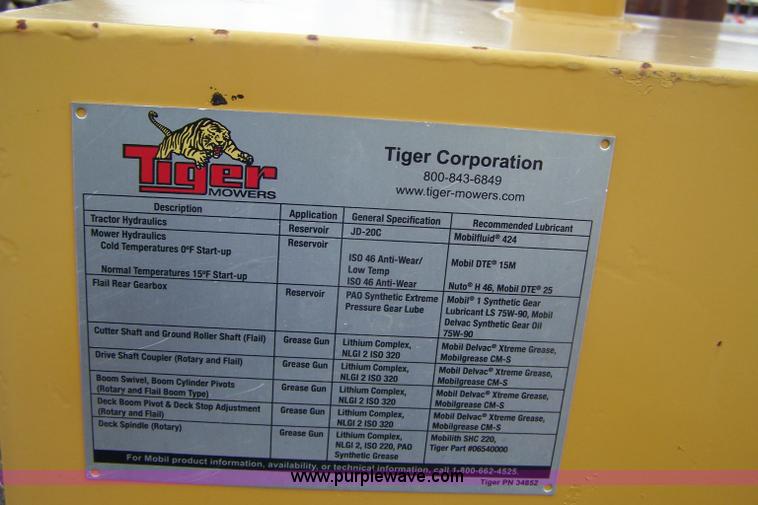 Tiger
MOWERS
Tiger Corporation
800-843-6849
www.tiger-mowers.com
Description Application General Specification Recommended Lubricant
Tractor Hydraulics Reservoir JD-20C Mobilfluid® 424
Mower Hydraulics Reservoir
Cold Temperatures 0°F Start-up ISO 46 Anti-Wear/ Mobil DTE® 15M
Low Temp
Normal Temperatures 15°F Start-up ISO 46 Anti-Wear Nuto® H 46, Mobil DTE® 25
Flail Rear Gearbox Reservoir PAO Synthetic Extreme Mobil® 1 Synthetic Gear
Pressure Gear Lube Lubricant LS 75W-90, Mobil
Delvac Synthetic Gear Oil
75W-90
Cutter Shaft and Ground Roller Shaft (Flail) Grease Gun Lithium Complex, Mobil Delvac® Xtreme Grease,
NLGI 2 ISO 320 Mobilgrease CM-S
Drive Shaft Coupler (Rotary and Flail) Grease Gun Lithium Complex, Mobil Delvac® Xtreme Grease,
NLGI 2 ISO 320 Mobilgrease CM-S
Boom Swivel, Boom Cylinder Pivots Grease Gun Lithium Complex, Mobil Delvac® Xtreme Grease,
(Rotary and Flail Boom Type) NLGI 2 ISO 320 Mobilgrease CM-S
Deck Boom Pivot & Deck Stop Adjustment Grease Gun Lithium Complex, Mobil Delvac® Xtreme Grease,
(Rotary and Flail) NLGI 2 ISO 320 Mobilgrease CM-S
Deck Spindle (Rotary) Grease Gun Lithium Complex, Mobilith SHC 220,
NLGI 2, ISO 220, PAO Tiger Part #06540000
Synthetic Grease
For Mobil product information, availability, or technical information, call 1-800-662-4525.
Tiger PN 34852
www.purplewave.com